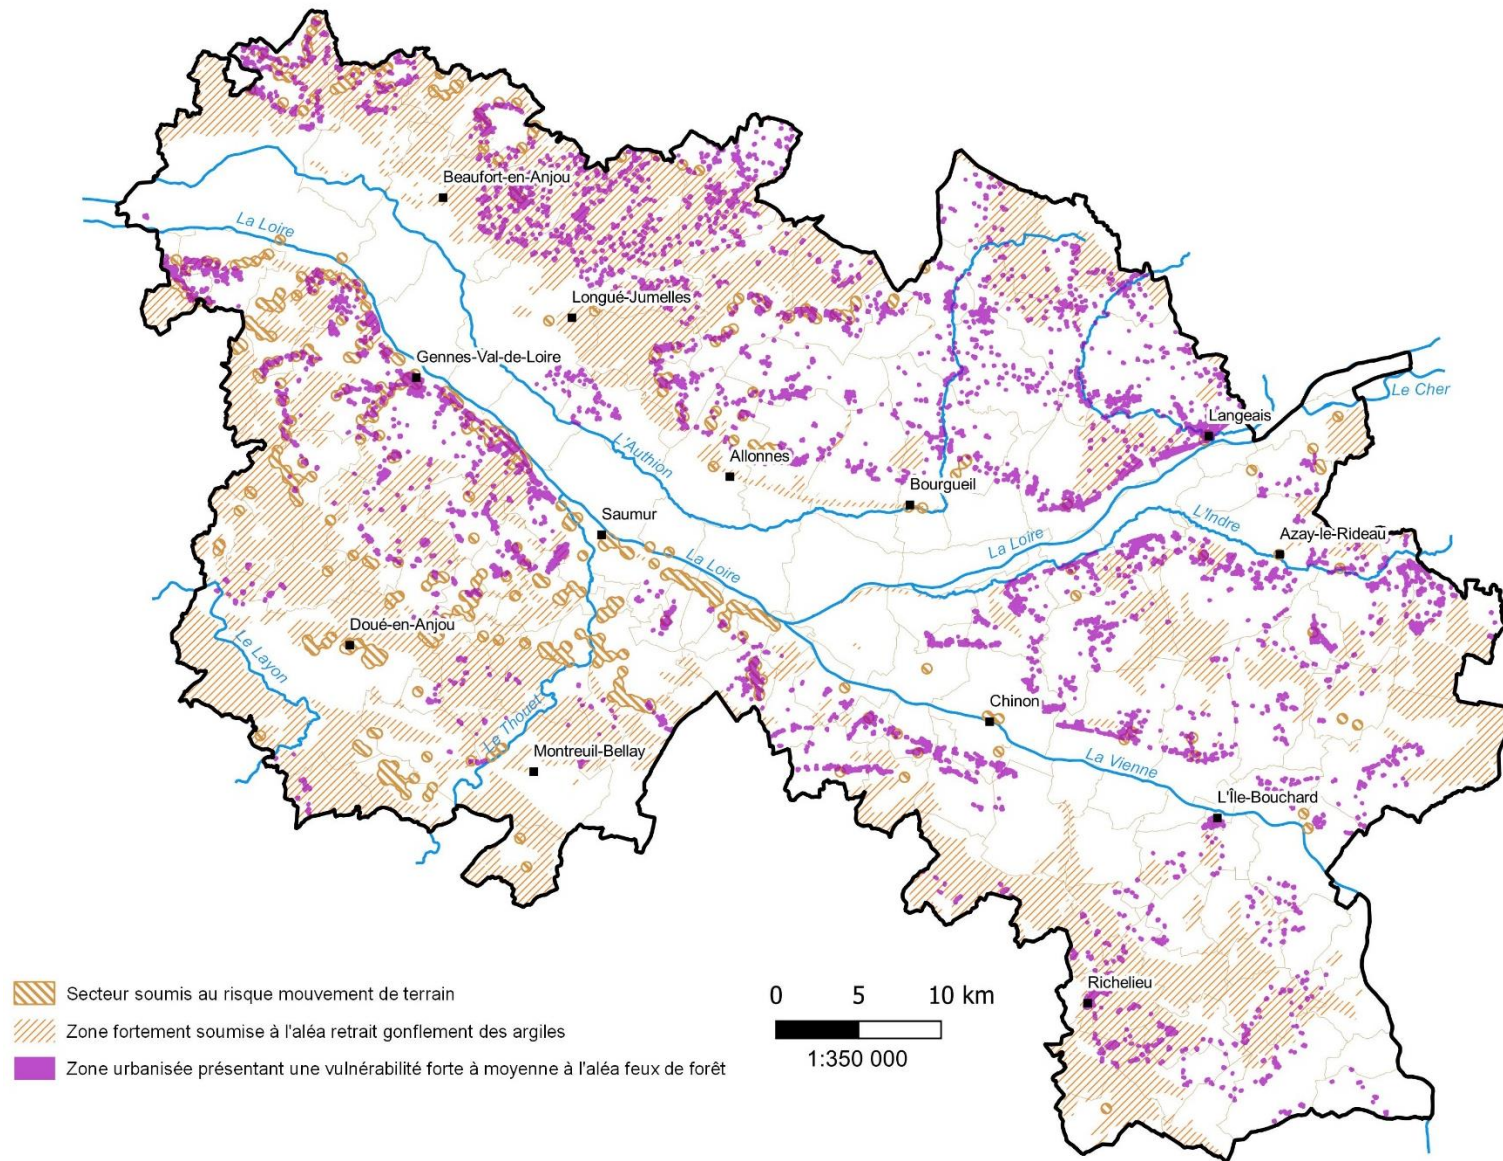 Beaufort-en-Anjou
La Loire
Longué-Jumelles
Gennes-Val-de-Loire
Le Cher
Langeais
L'Authion
Allonnes
Bourgueil
L'Indre
Saumur
La Loire
La Loire
Azay-le-Rideau
Doué-en-Anjou
Le Layon
Chinon
Le Thouet
Montreuil-Bellay
La Vienne
L'Île-Bouchard
Richelieu
Secteur soumis au risque mouvement de terrain
Zone fortement soumise à l'aléa retrait gonflement des argiles
Zone urbanisée présentant une vulnérabilité forte à moyenne à l'aléa feux de forêt
0 5 10 km
1:350 000